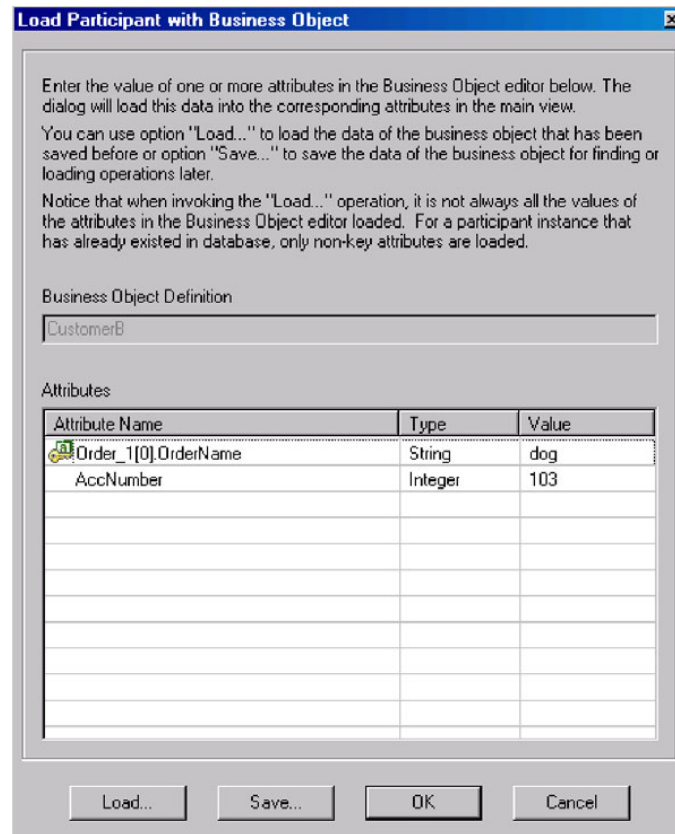 Load Participant with Business Object
Enter the value of one or more attributes in the Business Object editor below. The
dialog will load this data into the corresponding attributes in the main view.
You can use option "Load..." to load the data of the business object that has been
saved before or option "Save..." to save the data of the business object for finding or
loading operations later.
Notice that when invoking the "Load..." operation, it is not always all the values of
the attributes in the Business Object editor loaded. For a participant instance that
has already existed in database, only non-key attributes are loaded.
Business Object Definition
CustomerB
Attributes
Attribute Name Type Value
Order_1[0].OrderName String dog
AccNumber Integer 103
Load... Save... OK Cancel